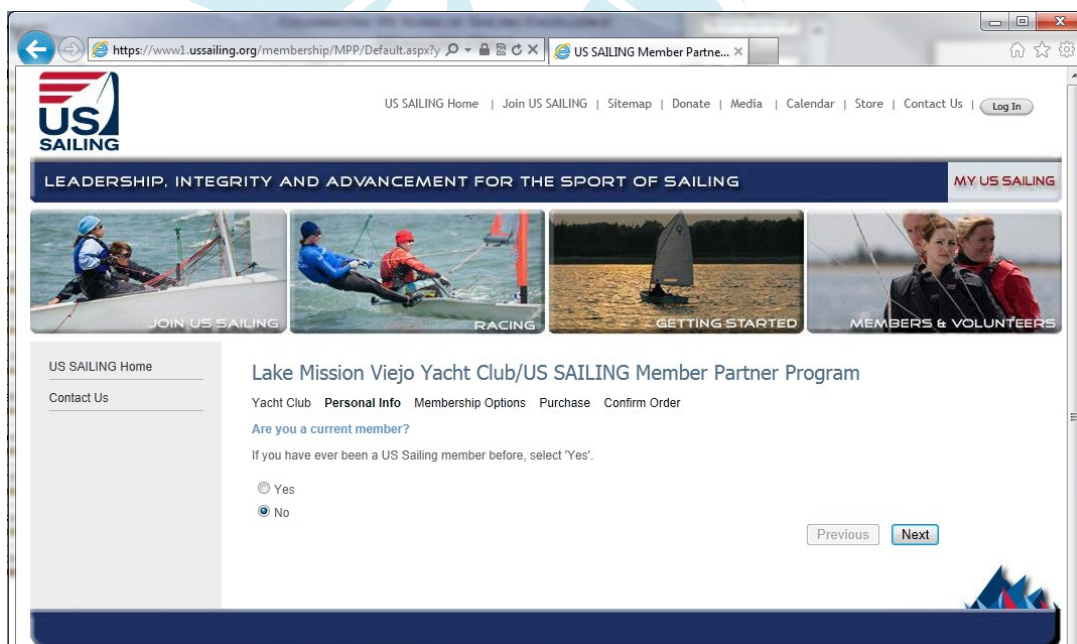 https://www1.ussailing.org/membership/MPP/Default.aspx?y
US SAILING Member Partne...
US SAILING
US SAILING Home | Join US SAILING | Sitemap | Donate | Media | Calendar | Store | Contact Us | Log In
LEADERSHIP, INTEGRITY AND ADVANCEMENT FOR THE SPORT OF SAILING
MY US SAILING
JOIN US SAILING
RACING
GETTING STARTED
MEMBERS & VOLUNTEERS
US SAILING Home
Contact Us
Lake Mission Viejo Yacht Club/US SAILING Member Partner Program
Yacht Club Personal Info Membership Options Purchase Confirm Order
Are you a current member?
If you have ever been a US Sailing member before, select 'Yes'.
Yes
No
Previous Next